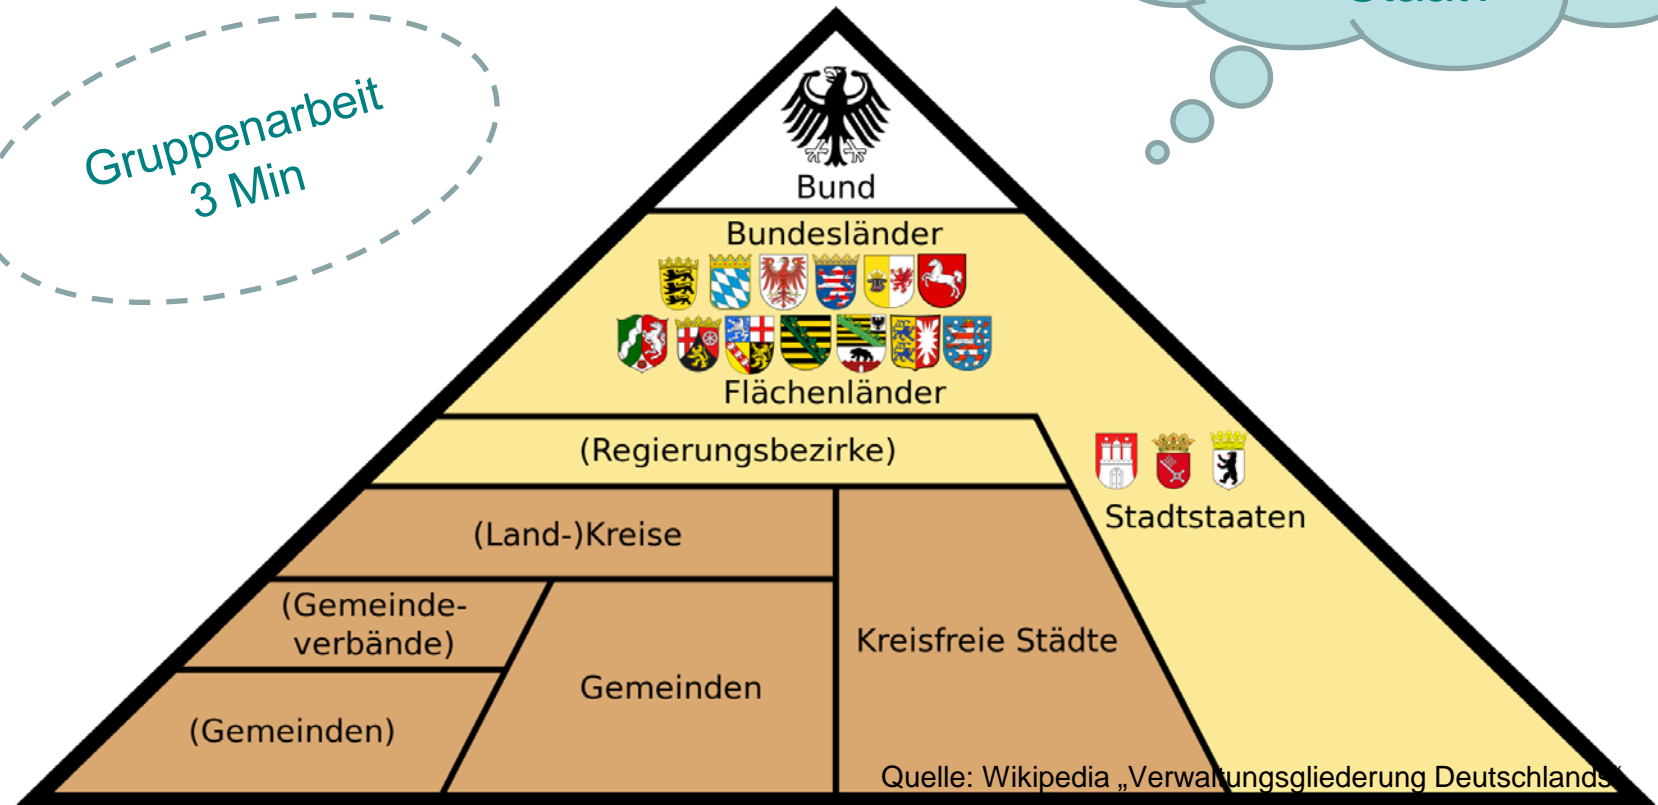 Gruppenarbeit
3 Min
Bund
Bundesländer
Flächenländer
(Regierungsbezirke)
Stadtstaaten
(Land-)Kreise
(Gemeinde-
verbände)
Kreisfreie Städte
Gemeinden
(Gemeinden)
Quelle: Wikipedia „Verwaltungsgliederung Deutschlands“